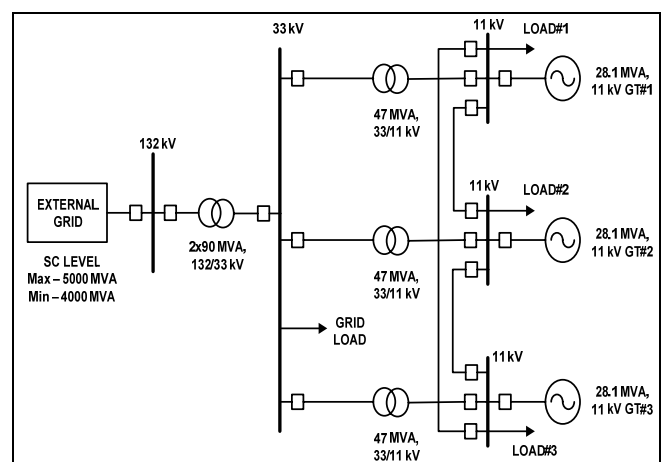 33 kV
11 kV
LOAD#1
28.1 MVA,
11 kV GT#1
47 MVA,
33/11 kV
132 kV
EXTERNAL
GRID
SC LEVEL
Max – 5000 MVA
Min – 4000 MVA
2x90 MVA,
132/33 kV
11 kV
LOAD#2
28.1 MVA,
11 kV GT#2
47 MVA,
33/11 kV
GRID
LOAD
11 kV
28.1 MVA,
11 kV GT#3
47 MVA,
33/11 kV
LOAD#3